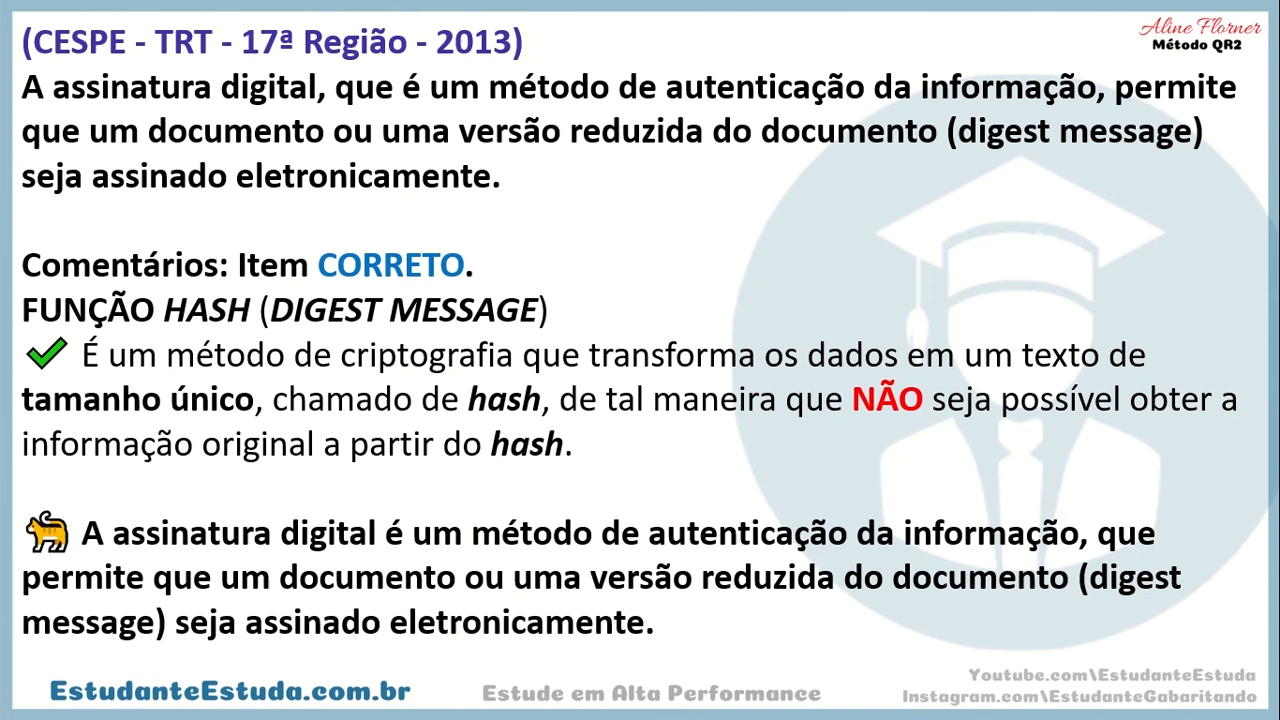 Aline Florner
Método QR2
(CESPE - TRT - 17ª Região - 2013)
A assinatura digital, que é um método de autenticação da informação, permite
que um documento ou uma versão reduzida do documento (digest message)
seja assinado eletronicamente.
Comentários: Item CORRETO.
FUNÇÃO HASH (DIGEST MESSAGE)
É um método de criptografia que transforma os dados em um texto de
tamanho único, chamado de hash, de tal maneira que NÃO seja possível obter a
informação original a partir do hash.
A assinatura digital é um método de autenticação da informação, que
permite que um documento ou uma versão reduzida do documento (digest
message) seja assinado eletronicamente.
EstudanteEstuda.com.br
Estude em Alta Performance
Youtube.com\EstudanteEstuda
Instagram.com\EstudanteGabaritando